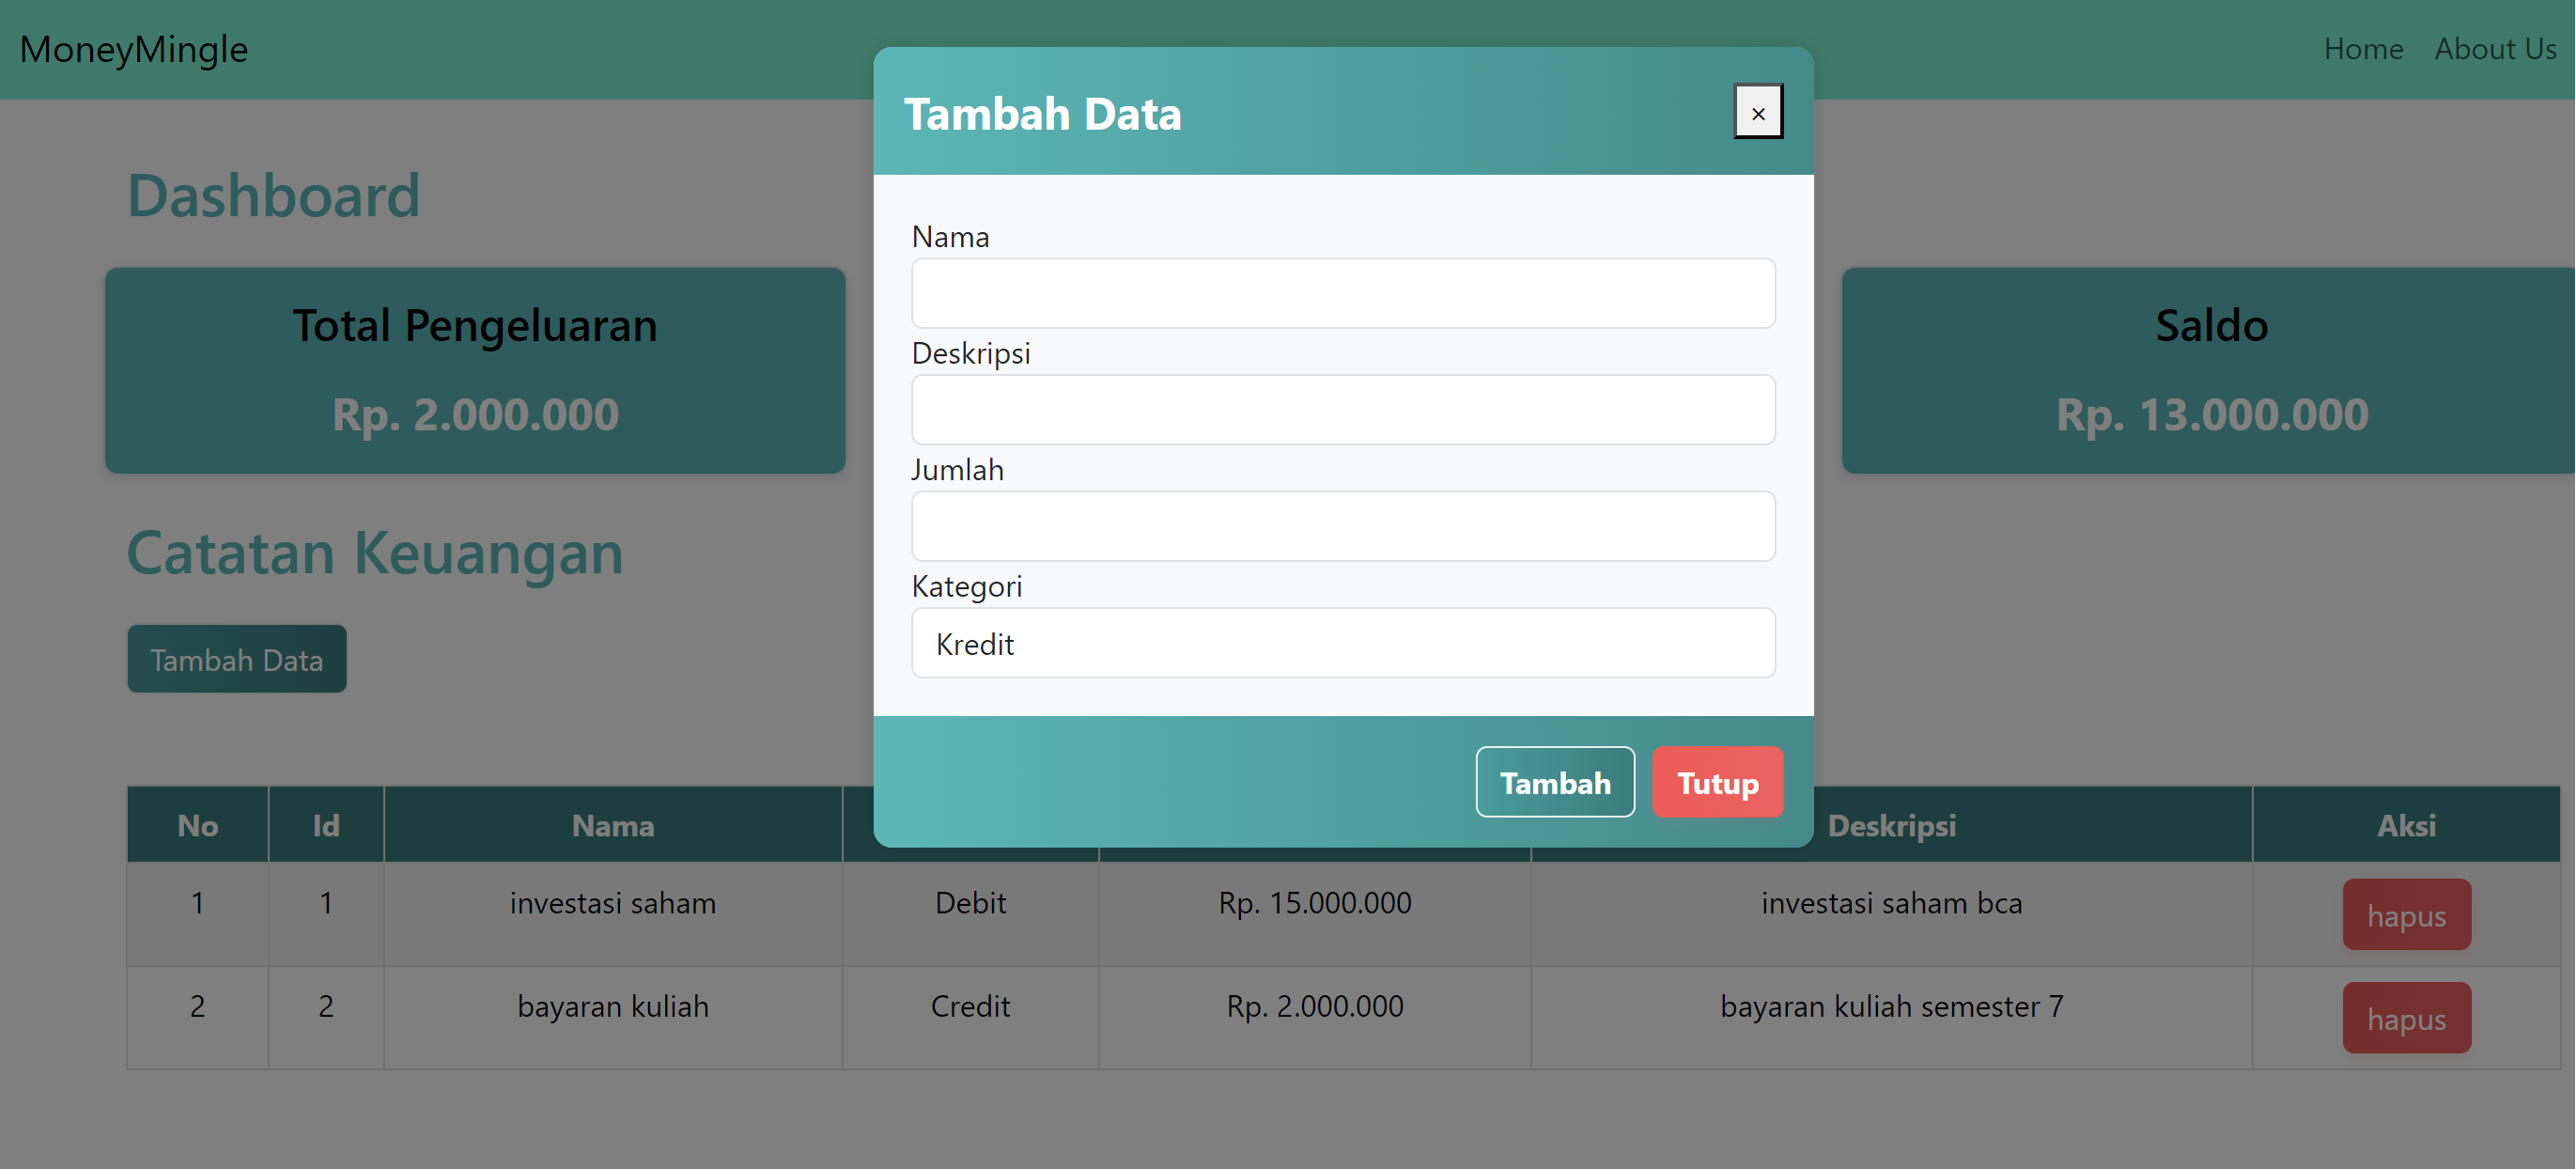 MoneyMingle
Home
About Us
Tambah Data
×
Nama
Deskripsi
Jumlah
Kategori
Kredit
Tambah
Tutup
Dashboard
Total Pengeluaran
Rp. 2.000.000
Saldo
Rp. 13.000.000
Catatan Keuangan
Tambah Data
No Id Nama Deskripsi Aksi
1 1 investasi saham Debit Rp. 15.000.000 investasi saham bca hapus
2 2 bayaran kuliah Credit Rp. 2.000.000 bayaran kuliah semester 7 hapus